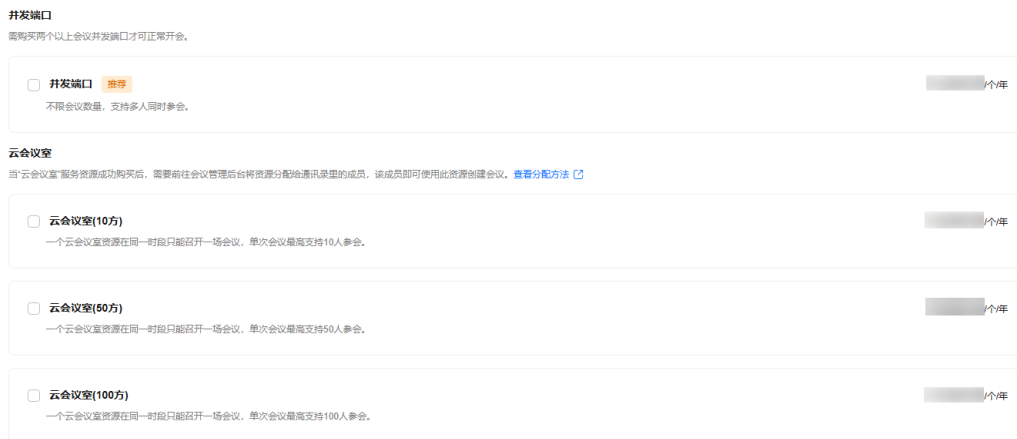 并发端口
需购买两个以上会议并发端口才可正常开会。
并发端口 推荐
/个/年
不限会议数量，支持多人同时参会。
云会议室
当“云会议室”服务资源成功购买后，需要前往会议管理后台将资源分配给通讯录里的成员，该成员即可使用此资源创建会议。查看分配方法
云会议室(10方)
/个/年
一个云会议室资源在同一时段只能召开一场会议，单次会议最高支持10人参会。
云会议室(50方)
/个/年
一个云会议室资源在同一时段只能召开一场会议，单次会议最高支持50人参会。
云会议室(100方)
/个/年
一个云会议室资源在同一时段只能召开一场会议，单次会议最高支持100人参会。